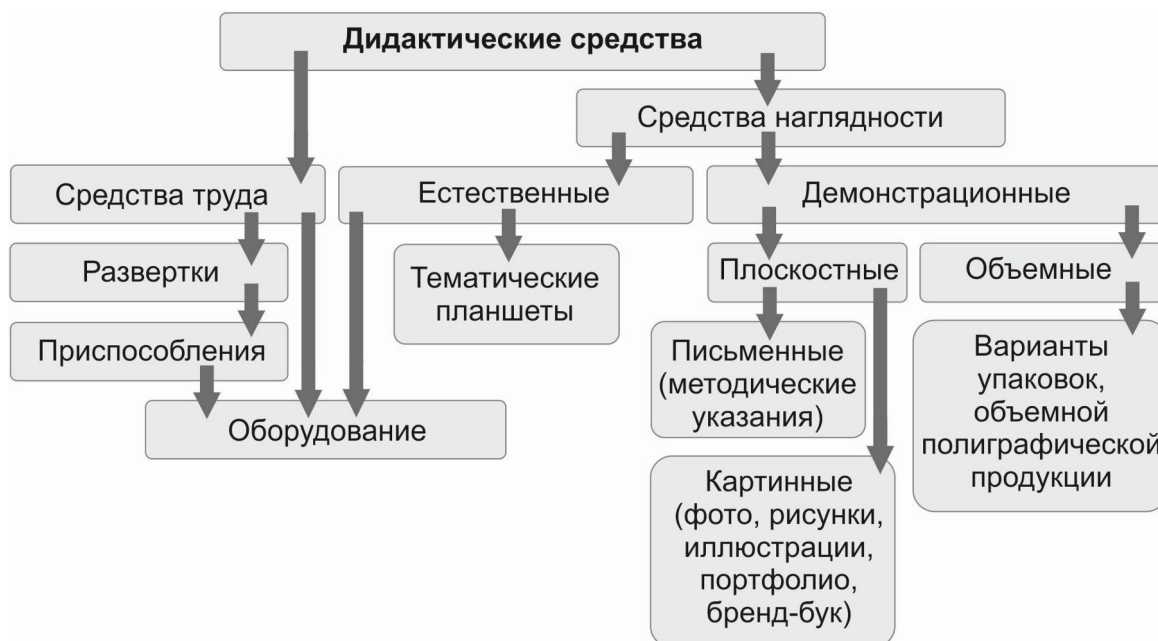 Дидактические средства
Средства наглядности
Средства труда
Естественные
Демонстрационные
Развертки
Тематические
планшеты
Плоскостные
Объемные
Приспособления
Письменные
(методические
указания)
Варианты
упаковок,
объемной
полиграфической
продукции
Оборудование
Картинные
(фото, рисунки,
иллюстрации,
портфолио,
бренд-бук)